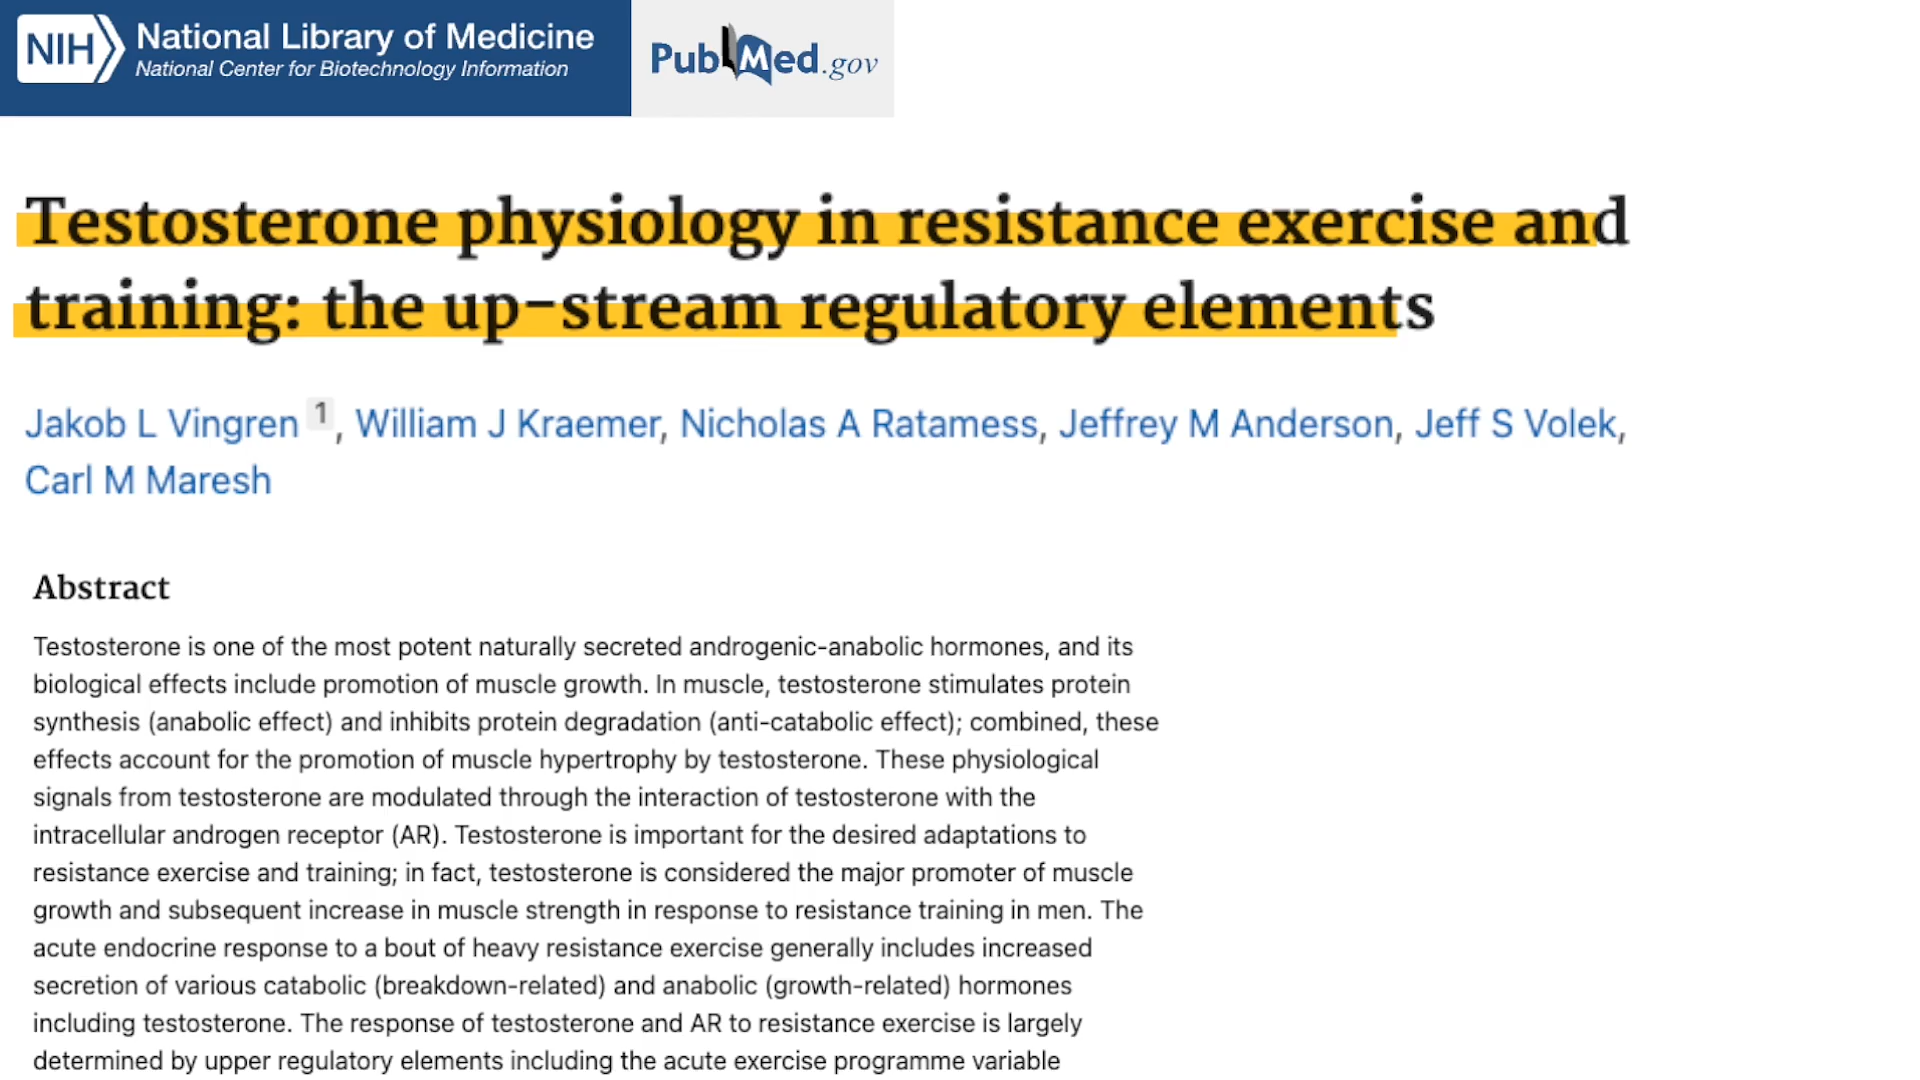 NIH National Library of Medicine
National Center for Biotechnology Information
PubMed.gov
Testosterone physiology in resistance exercise and
training: the up-stream regulatory elements
Jakob L Vingren 1, William J Kraemer, Nicholas A Ratamess, Jeffrey M Anderson, Jeff S Volek,
Carl M Maresh
Abstract
Testosterone is one of the most potent naturally secreted androgenic-anabolic hormones, and its
biological effects include promotion of muscle growth. In muscle, testosterone stimulates protein
synthesis (anabolic effect) and inhibits protein degradation (anti-catabolic effect); combined, these
effects account for the promotion of muscle hypertrophy by testosterone. These physiological
signals from testosterone are modulated through the interaction of testosterone with the
intracellular androgen receptor (AR). Testosterone is important for the desired adaptations to
resistance exercise and training; in fact, testosterone is considered the major promoter of muscle
growth and subsequent increase in muscle strength in response to resistance training in men. The
acute endocrine response to a bout of heavy resistance exercise generally includes increased
secretion of various catabolic (breakdown-related) and anabolic (growth-related) hormones
including testosterone. The response of testosterone and AR to resistance exercise is largely
determined by upper regulatory elements including the acute exercise programme variable